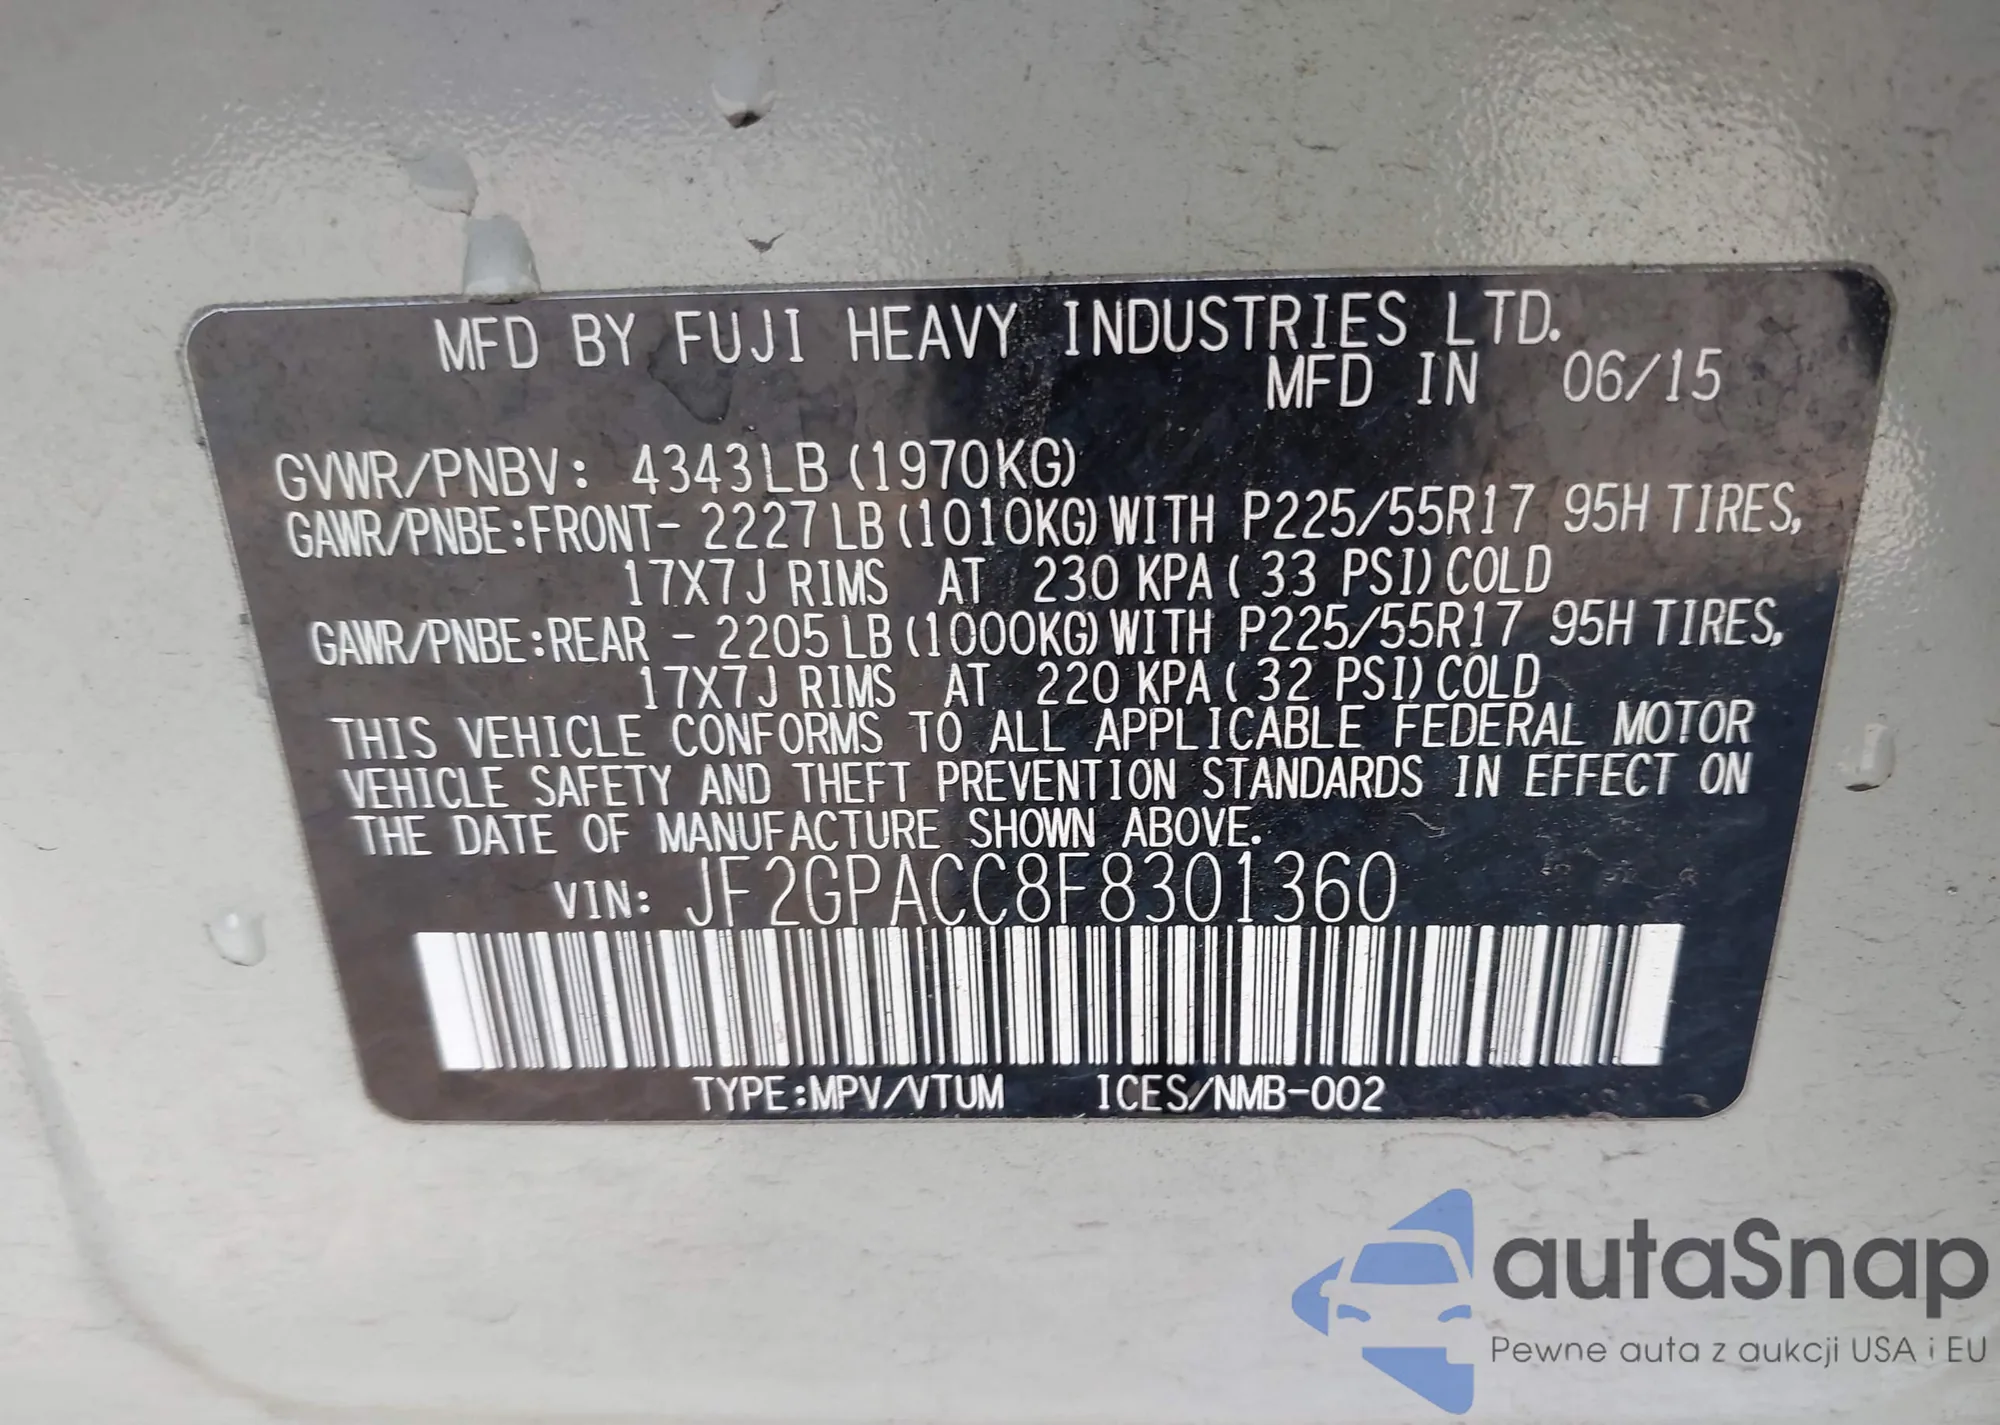 MFD BY FUJI HEAVY INDUSTRIES LTD.
MFD IN 06/15
GVWR/PNBV: 4343LB (1970KG)
GAWR/PNBE:FRONT- 2227LB (1010KG) WITH P225/55R17 95H TIRES,
17X7J RIMS AT 230 KPA ( 33 PSI) COLD
GAWR/PNBE:REAR - 2205LB (1000KG) WITH P225/55R17 95H TIRES,
17X7J RIMS AT 220 KPA ( 32 PSI) COLD
THIS VEHICLE CONFORMS TO ALL APPLICABLE FEDERAL MOTOR
VEHICLE SAFETY AND THEFT PREVENTION STANDARDS IN EFFECT ON
THE DATE OF MANUFACTURE SHOWN ABOVE.
VIN: JF2GPACC8F8301360
TYPE:MPV/VTUM ICES/NMB-002
autaSnap
Pewne auta z aukcji USA i EU